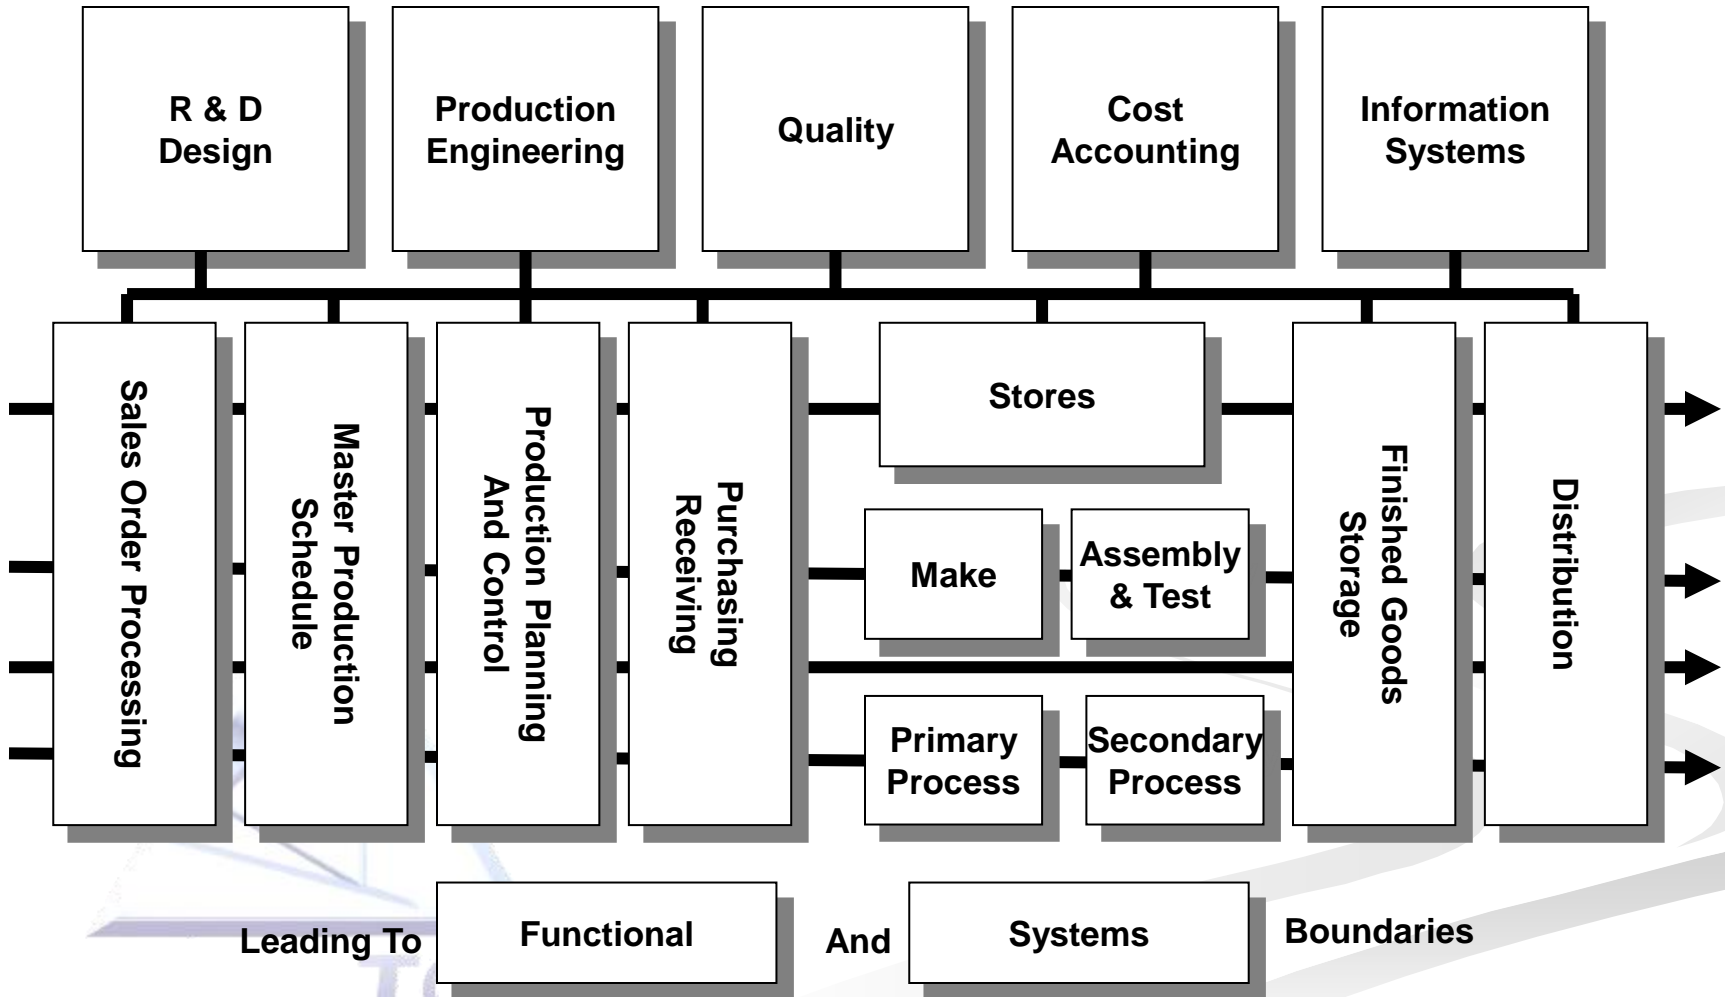 R & D
Design
Production
Engineering
Quality
Cost
Accounting
Information
Systems
Sales Order Processing
Master Production
Schedule
Production Planning
And Control
Purchasing
Receiving
Stores
Make
Assembly
& Test
Primary
Process
Secondary
Process
Finished Goods
Storage
Distribution
Leading To
Functional
And
Systems
Boundaries